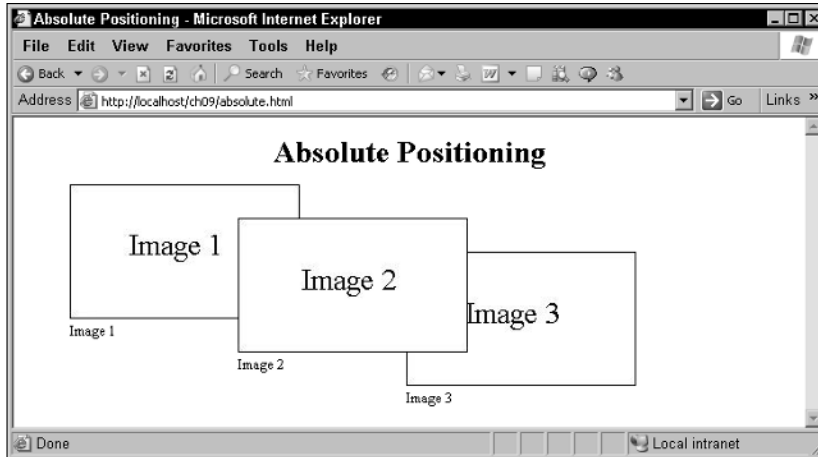 Absolute Positioning - Microsoft Internet Explorer
File Edit View Favorites Tools Help
Back Search Favorites W
Address http://localhost/ch09/absolute.html Go Links »
Absolute Positioning
Image 1
Image 2
Image 3
Image 1
Image 2
Image 3
Done Local intranet